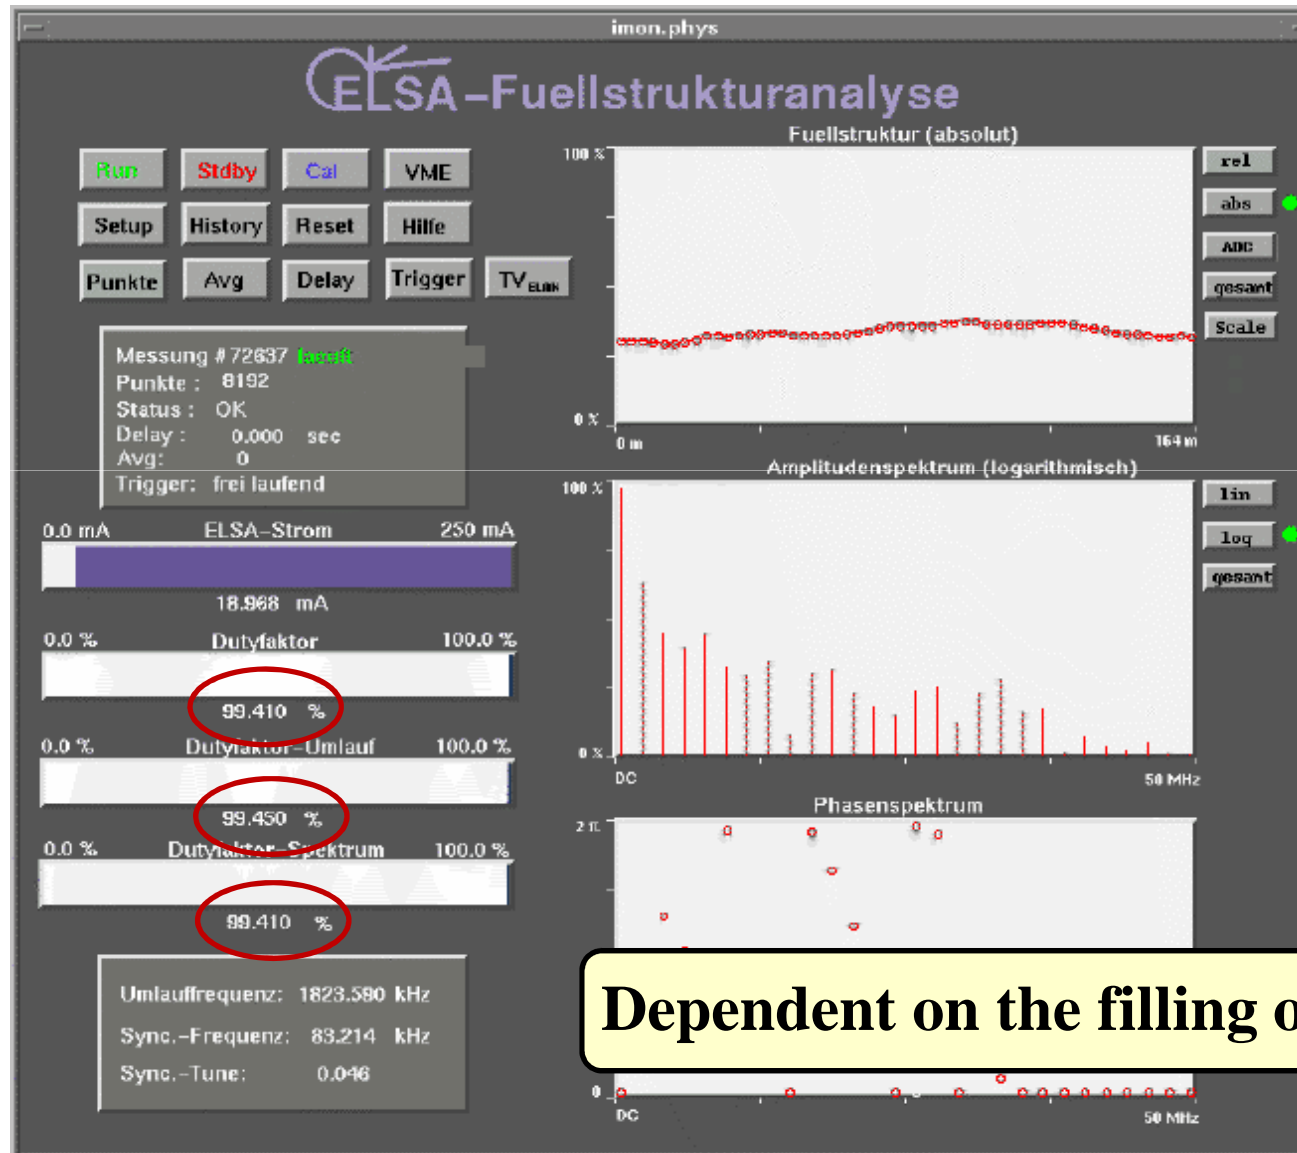 imon.phys
ELSA-Fuellstrukturanalyse
Run Stdby Cal VME
Setup History Reset Hilfe
Punkte Avg Delay Trigger TV ELAN
Messung #72637 laeuft
Punkte : 8192
Status : OK
Delay : 0.000 sec
Avg: 0
Trigger: frei laufend
0.0 mA ELSA-Strom 250 mA
18.968 mA
0.0 % Dutyfaktor 100.0 %
99.410 %
0.0 % Dutyfaktor-Umlauf 100.0 %
99.450 %
0.0 % Dutyfaktor-Spektrum 100.0 %
99.410 %
Umlauffrequenz: 1823.580 kHz
Sync.-Frequenz: 83.214 kHz
Sync.-Tune: 0.046
Fuellstruktur (absolut)
100 %
0 %
0 m 164 m
rel
abs
ADC
gesamt
Scale
Amplitudenspektrum (logarithmisch)
100 %
0 %
DC 50 MHz
lin
log
gesamt
Phasenspektrum
2π
0
DC 50 MHz
Dependent on the filling o